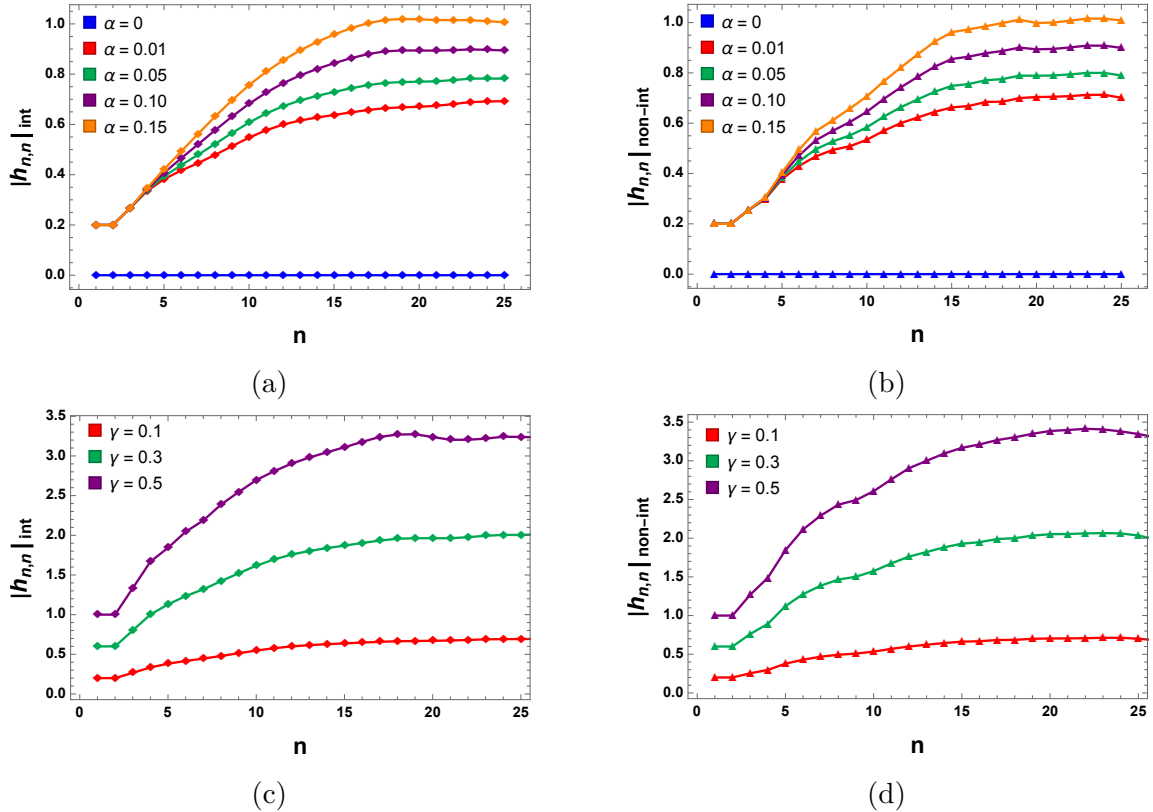 |h_{n,n}|_{int}
α = 0
α = 0.01
α = 0.05
α = 0.10
α = 0.15
1.0
0.8
0.6
0.4
0.2
0.0
0 5 10 15 20 25
n
(a)
|h_{n,n}|_{non-int}
α = 0
α = 0.01
α = 0.05
α = 0.10
α = 0.15
1.0
0.8
0.6
0.4
0.2
0.0
0 5 10 15 20 25
n
(b)
|h_{n,n}|_{int}
γ = 0.1
γ = 0.3
γ = 0.5
3.5
3.0
2.5
2.0
1.5
1.0
0.5
0.0
0 5 10 15 20 25
n
(c)
|h_{n,n}|_{non-int}
γ = 0.1
γ = 0.3
γ = 0.5
3.5
3.0
2.5
2.0
1.5
1.0
0.5
0.0
0 5 10 15 20 25
n
(d)